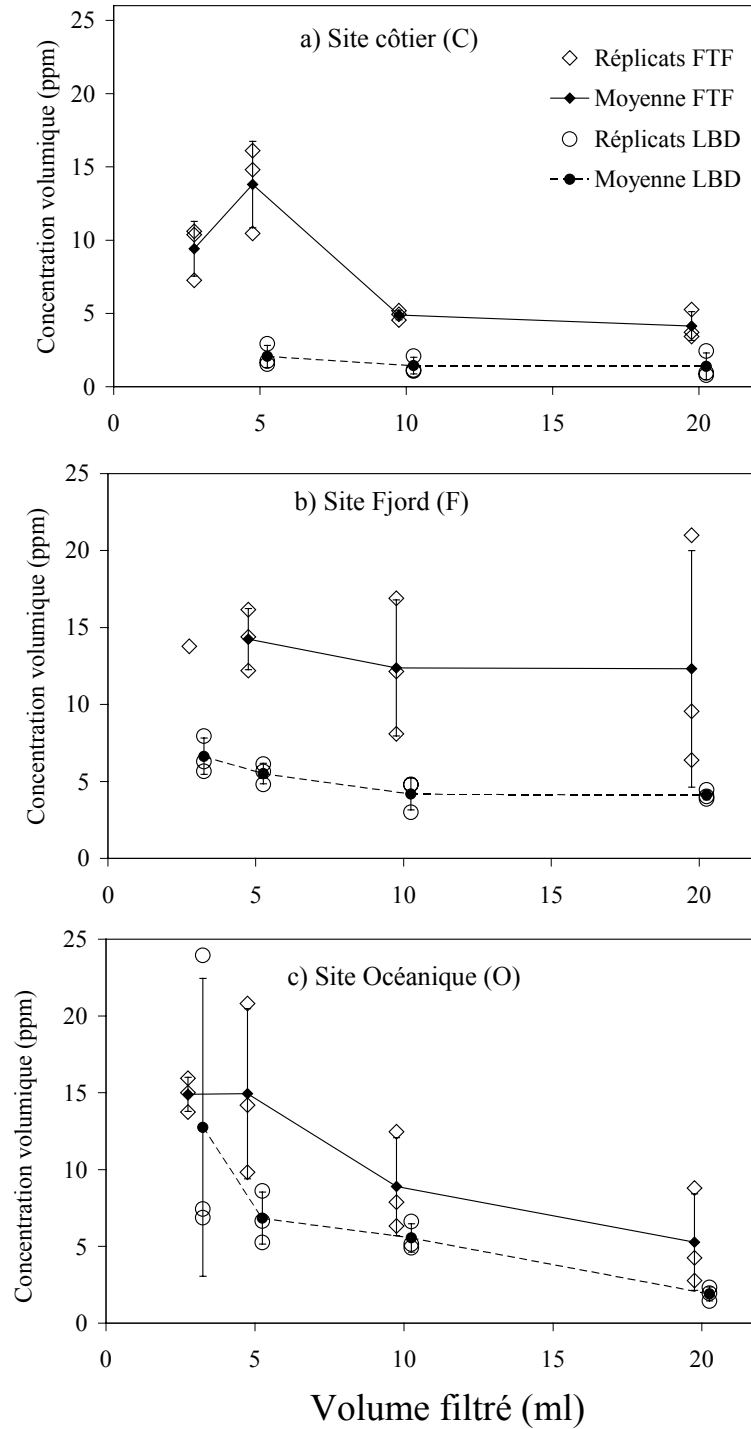 Concentration volumique (ppm)
25
20
15
10
5
0
a) Site côtier (C)
Réplicats FTF
Moyenne FTF
Réplicats LBD
Moyenne LBD
0 5 10 15 20
Concentration volumique (ppm)
25
20
15
10
5
0
b) Site Fjord (F)
0 5 10 15 20
Concentration volumique (ppm)
25
20
15
10
5
0
c) Site Océanique (O)
0 5 10 15 20
Volume filtré (ml)